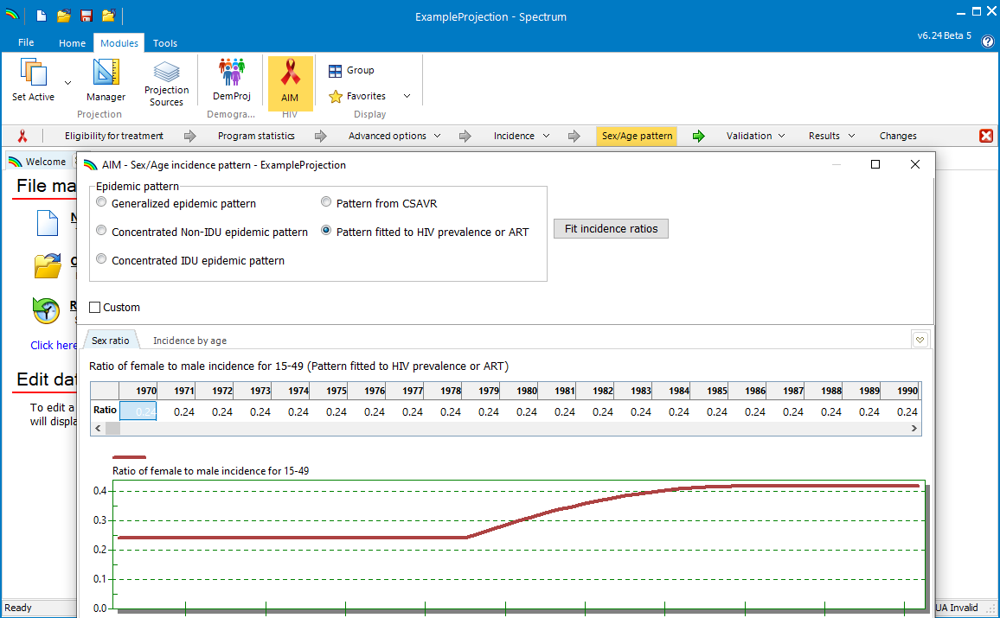 ExampleProjection - Spectrum
v6.24 Beta 5
File Home Modules Tools
Set Active Manager Projection Sources DemProj AIM Group Favorites
Projection Demogra... HIV Display
Eligibility for treatment Program statistics Advanced options Incidence Sex/Age pattern Validation Results Changes
Welcome
AIM - Sex/Age incidence pattern - ExampleProjection
File ma
Click here
Edit dat
To edit a
will displa
Epidemic pattern
Generalized epidemic pattern
Pattern from CSAVR
Concentrated Non-IDU epidemic pattern
Pattern fitted to HIV prevalence or ART
Fit incidence ratios
Concentrated IDU epidemic pattern
Custom
Sex ratio Incidence by age
Ratio of female to male incidence for 15-49 (Pattern fitted to HIV prevalence or ART)
1970 1971 1972 1973 1974 1975 1976 1977 1978 1979 1980 1981 1982 1983 1984 1985 1986 1987 1988 1989 1990
Ratio 0.24 0.24 0.24 0.24 0.24 0.24 0.24 0.24 0.24 0.24 0.24 0.24 0.24 0.24 0.24 0.24 0.24 0.24 0.24 0.24 0.24
Ratio of female to male incidence for 15-49
0.4
0.3
0.2
0.1
0.0
Ready
UA Invalid